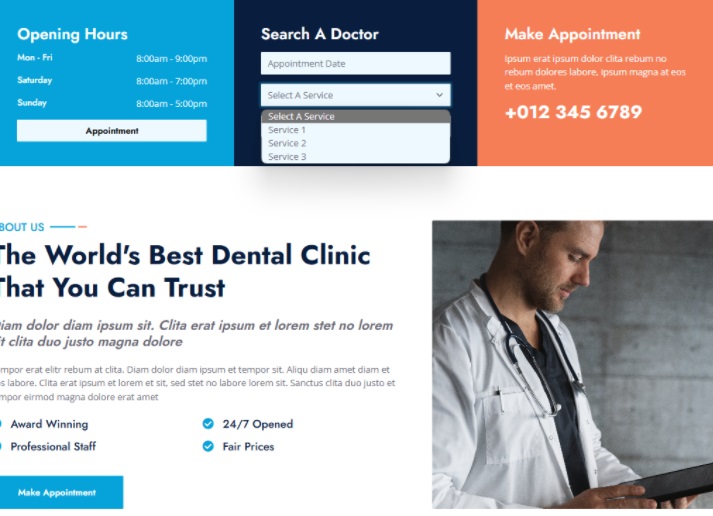 Opening Hours
Mon - Fri 8:00am - 9:00pm
Saturday 8:00am - 7:00pm
Sunday 8:00am - 5:00pm
Appointment
Search A Doctor
Appointment Date
Select A Service
Select A Service
Service 1
Service 2
Service 3
Make Appointment
Ipsum erat ipsum dolor clita rebum no
rebum dolores labore, ipsum magna at eos
et eos amet.
+012 345 6789
BOUT US
The World's Best Dental Clinic
That You Can Trust
diam dolor diam ipsum sit. Clita erat ipsum et lorem stet no lorem
it clita duo justo magna dolore
mpor erat elitr rebum at clita. Diam dolor diam ipsum et tempor sit. Aliqu diam amet diam et
s labore. Clita erat ipsum et lorem et sit, sed stet no labore lorem sit. Sanctus clita duo justo et
mpor eirmod magna dolore erat amet
Award Winning
24/7 Opened
Professional Staff
Fair Prices
Make Appointment